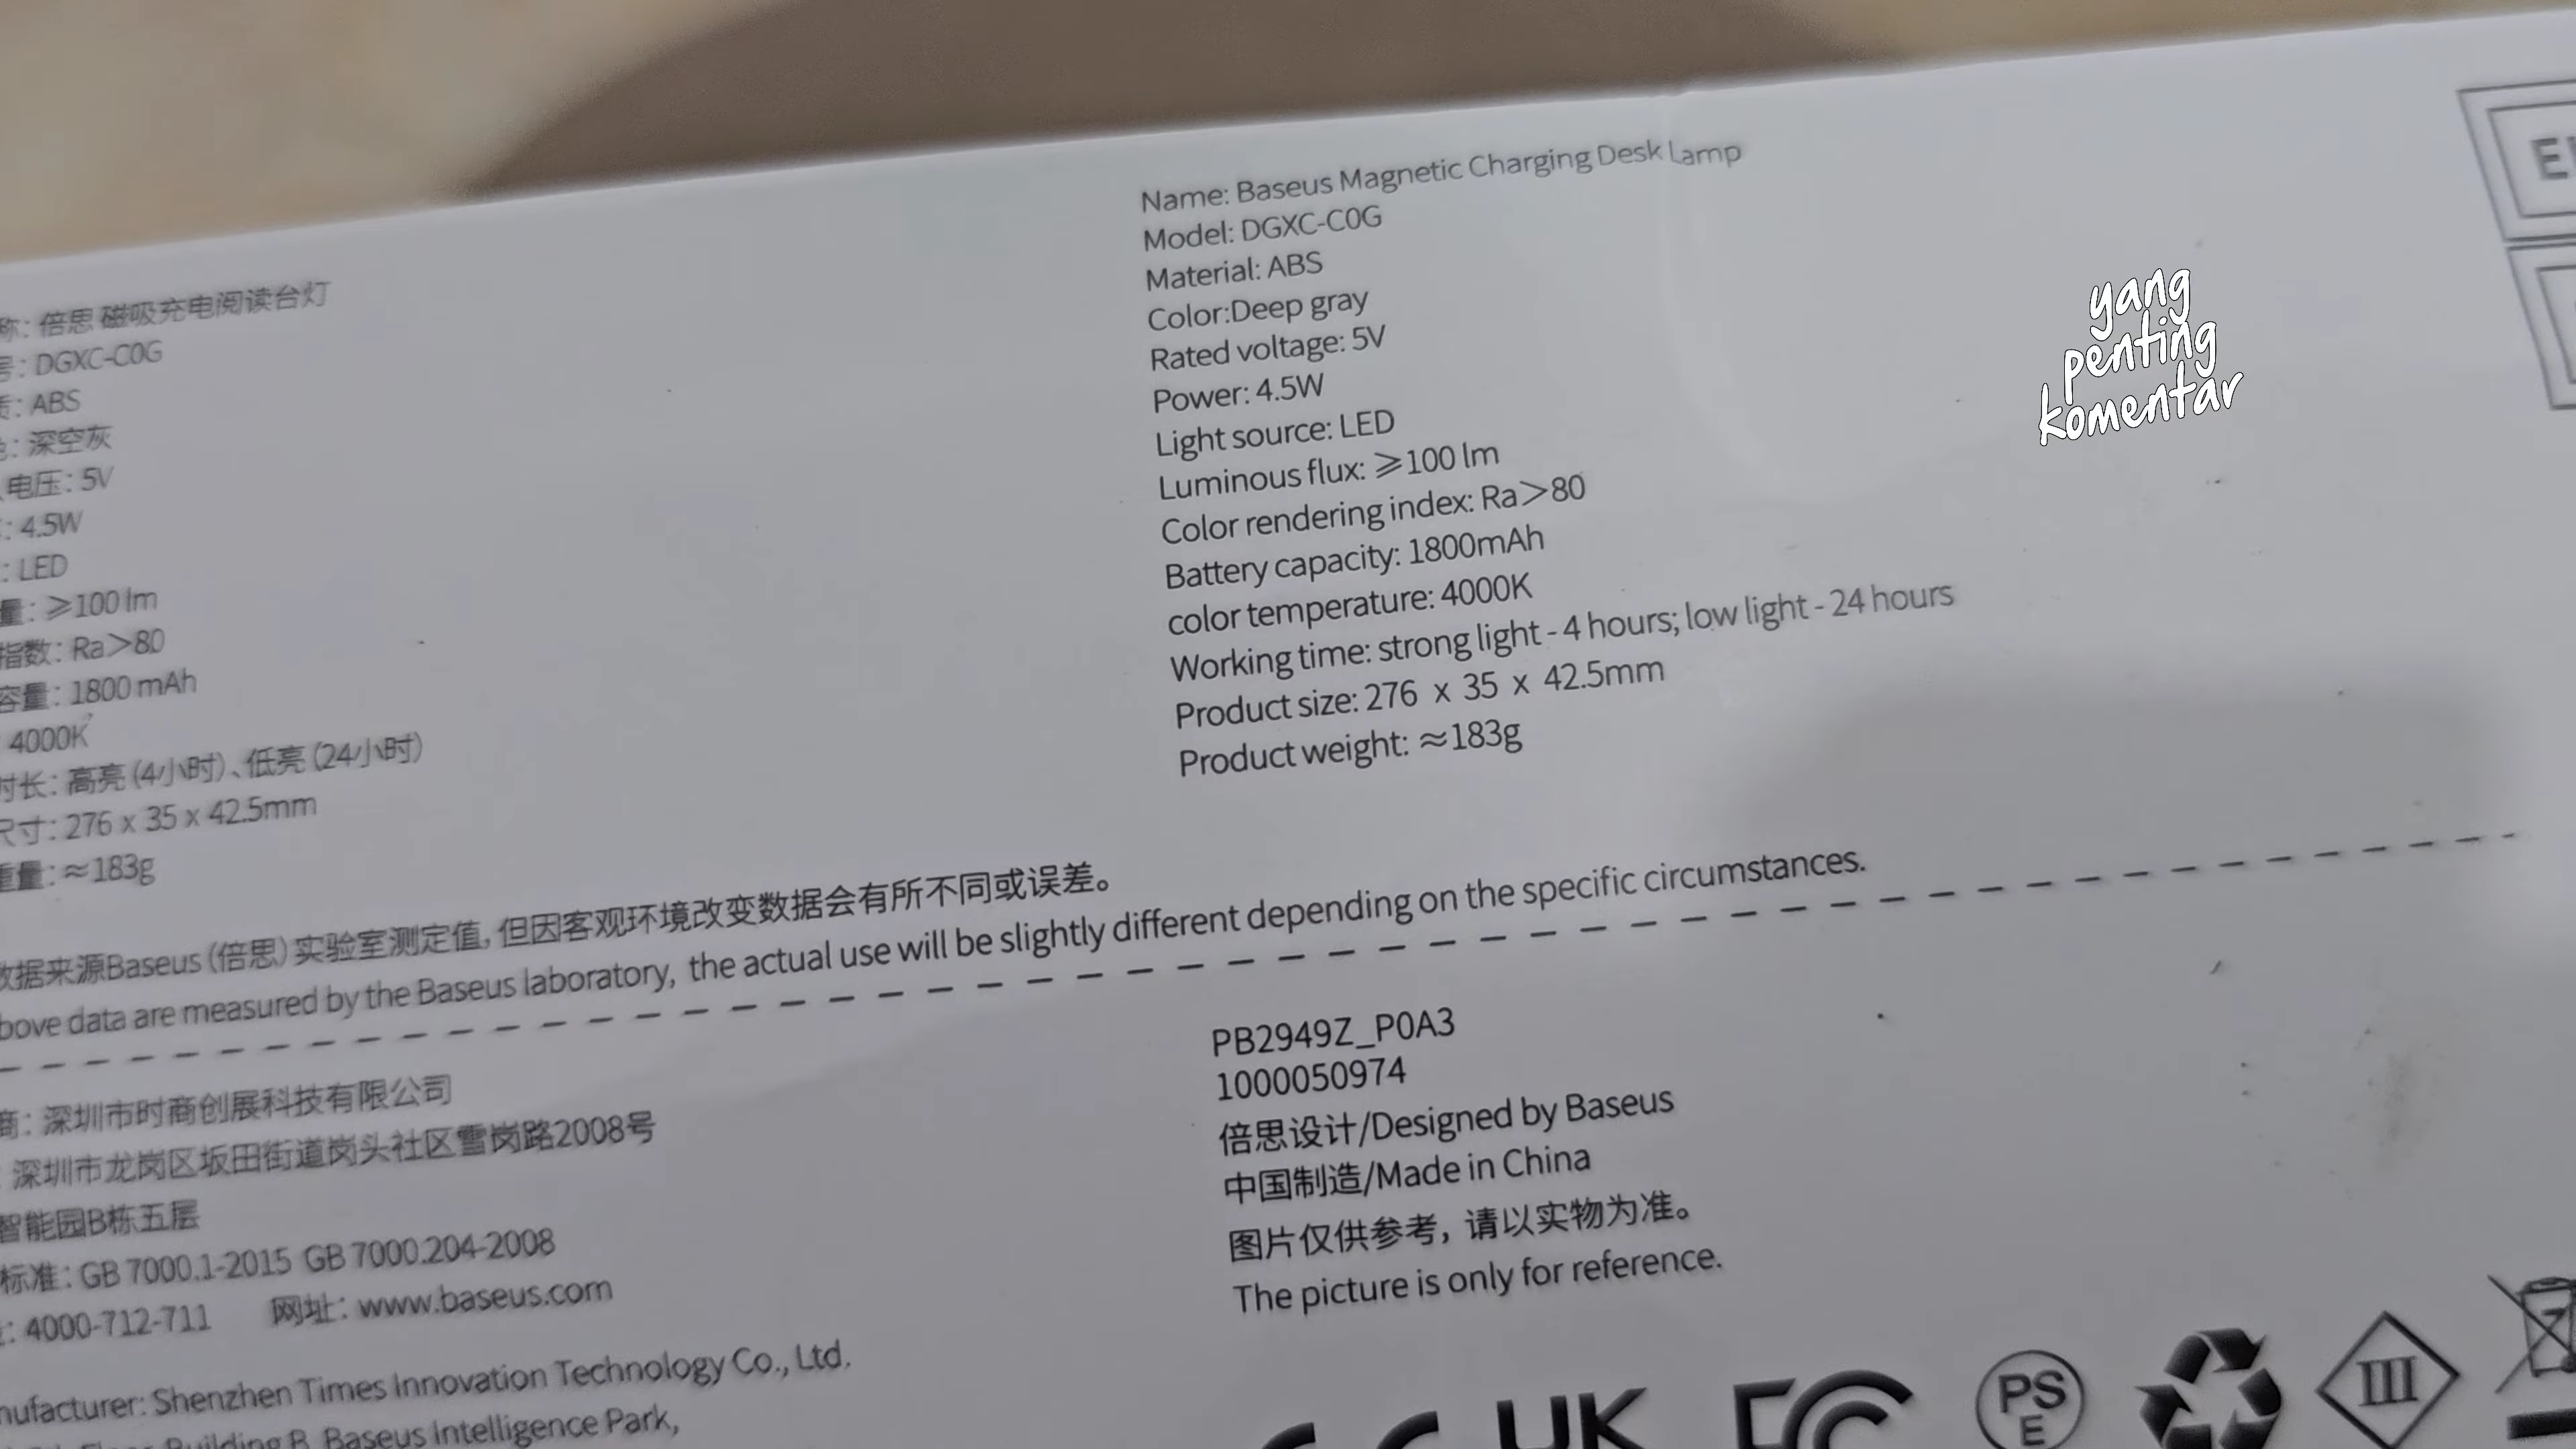 称: 倍思 磁吸充电阅读台灯
号: DGXC-C0G
质: ABS
色: 深空灰
电压: 5V
: 4.5W
: LED
量: ≥100 lm
指数: Ra>80
容量: 1800 mAh
4000K
时长: 高亮 (4小时)、低亮 (24小时)
尺寸: 276 x 35 x 42.5mm
重量: ≈183g
Name: Baseus Magnetic Charging Desk Lamp
Model: DGXC-C0G
Material: ABS
Color:Deep gray
Rated voltage: 5V
Power: 4.5W
Light source: LED
Luminous flux: ≥100 lm
Color rendering index: Ra>80
Battery capacity: 1800mAh
color temperature: 4000K
Working time: strong light - 4 hours; low light - 24 hours
Product size: 276 x 35 x 42.5mm
Product weight: ≈183g
yang
penting
komentar
数据来源Baseus (倍思) 实验室测定值, 但因客观环境改变数据会有所不同或误差。
bove data are measured by the Baseus laboratory, the actual use will be slightly different depending on the specific circumstances.
商: 深圳市时商创展科技有限公司
深圳市龙岗区坂田街道岗头社区雪岗路2008号
智能园B栋五层
标准: GB 7000.1-2015 GB 7000.204-2008
: 4000-712-711 网址: www.baseus.com
nufacturer: Shenzhen Times Innovation Technology Co., Ltd.
Building B, Baseus Intelligence Park,
PB2949Z_P0A3
1000050974
倍思设计/Designed by Baseus
中国制造/Made in China
图片仅供参考, 请以实物为准。
The picture is only for reference.
UK
FC
PS
E
III